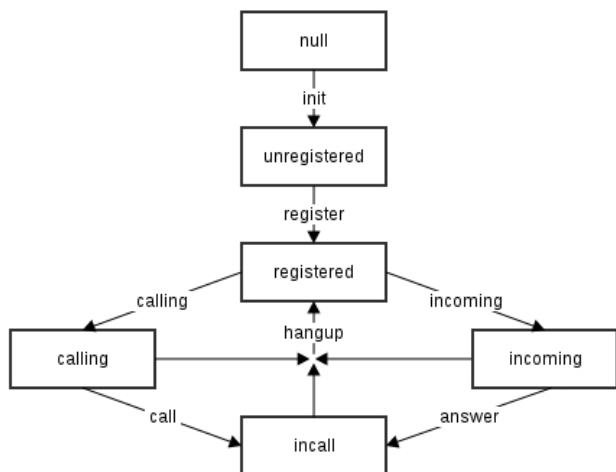 null
init
unregistered
register
registered
calling
incoming
hangup
calling
incoming
call
answer
incall